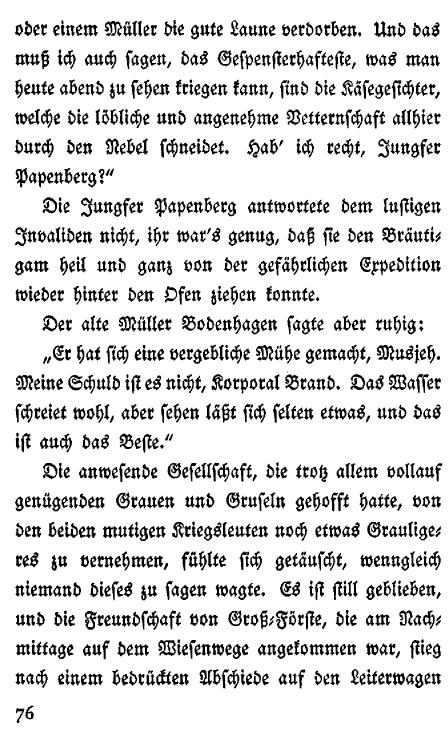 oder einem Müller die gute Laune verdorben. Und das
muß ich auch sagen, das Gespensterhafteste, was man
heute abend zu sehen kriegen kann, sind die Käsegesichter,
welche die löbliche und angenehme Vetternschaft allhier
durch den Nebel schneidet. Hab' ich recht, Jungfer
Papenberg?“
Die Jungfer Papenberg antwortete dem lustigen
Invaliden nicht, ihr war's genug, daß sie den Bräuti⸗
gam heil und ganz von der gefährlichen Expedition
wieder hinter den Ofen ziehen konnte.
Der alte Müller Bodenhagen sagte aber ruhig:
„Er hat sich eine vergebliche Mühe gemacht, Musjeh.
Meine Schuld ist es nicht, Korporal Brand. Das Wasser
schreiet wohl, aber sehen läßt sich selten etwas, und das
ist auch das Beste.“
Die anwesende Gesellschaft, die trotz allem vollauf
genügenden Grauen und Gruseln gehofft hatte, von
den beiden mutigen Kriegsleuten noch etwas Graulige⸗
res zu vernehmen, fühlte sich getäuscht, wenngleich
niemand dieses zu sagen wagte. Es ist still geblieben,
und die Freundschaft von Groß⸗Förste, die am Nach⸗
mittage auf dem Wiesenwege angekommen war, stieg
nach einem bedrückten Abschiede auf den Leiterwagen
76